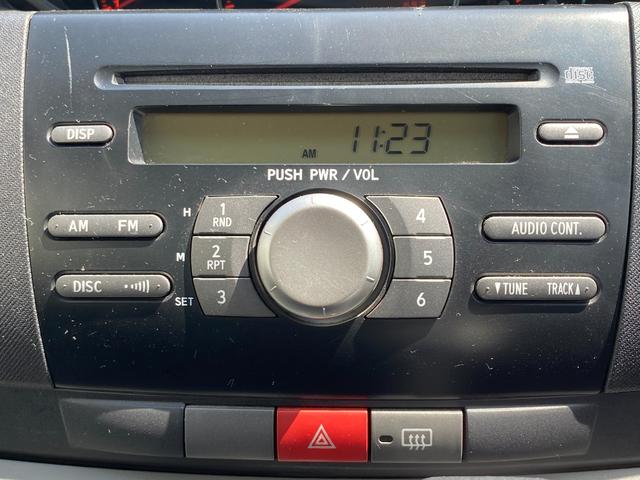 DISC
DISP
AM 11:23
PUSH PWR / VOL
H 1 RND
4
AM FM
AUDIO CONT.
M 2 RPT
5
DISC
▼TUNE TRACK▲
SET 3
6